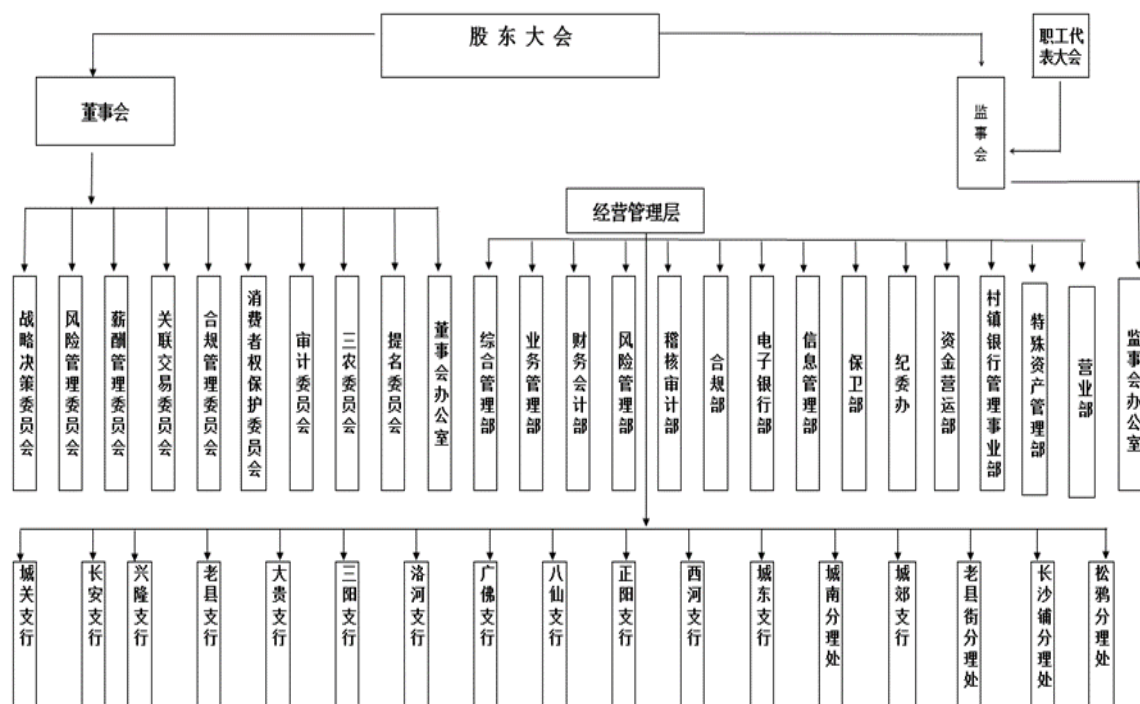 股东大会
职工代
表大会
董事会
监事会
经营管理层
战略决策委员会
风险管理委员会
薪酬管理委员会
关联交易委员会
合规管理委员会
消费者权保护委员会
审计委员会
三农委员会
提名委员会
董事会办公室
综合管理部
业务管理部
财务会计部
风险管理部
稽核审计部
合规部
电子银行部
信息管理部
保卫部
纪委办
资金营运部
村镇银行管理事业部
特殊资产管理部
营业部
监事会办公室
城关支行
长安支行
兴隆支行
老县支行
大贵支行
三阳支行
洛河支行
广佛支行
八仙支行
正阳支行
西河支行
城东支行
城南分理处
城郊支行
老县街分理处
长沙铺分理处
松鸦分理处